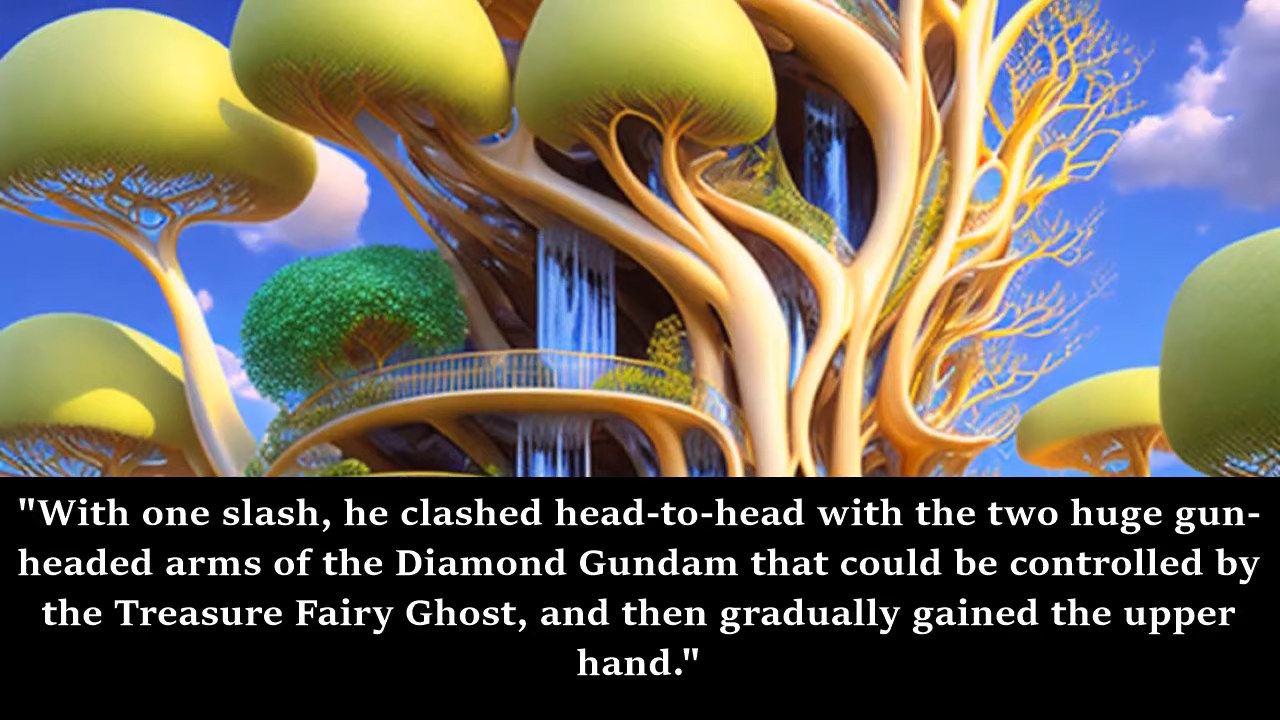 "With one slash, he clashed head-to-head with the two huge gun-
headed arms of the Diamond Gundam that could be controlled by
the Treasure Fairy Ghost, and then gradually gained the upper
hand."